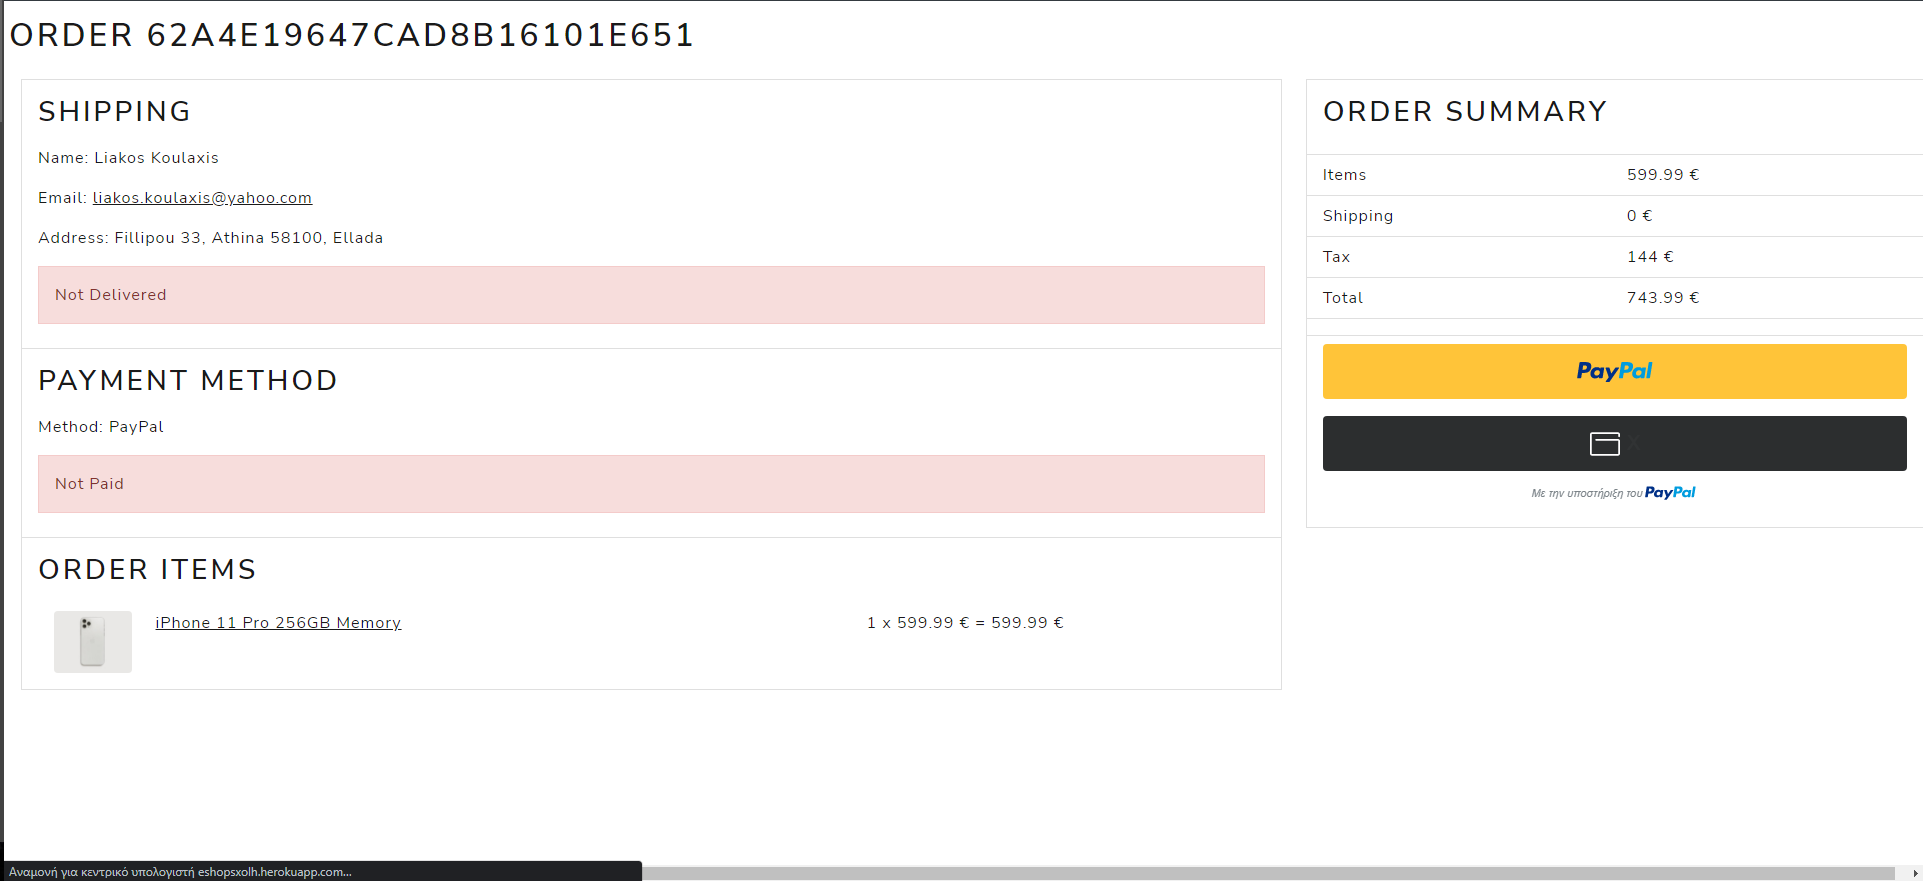 ORDER 62A4E19647CAD8B16101E651
SHIPPING
Name: Liakos Koulaxis
Email: liakos.koulaxis@yahoo.com
Address: Fillipou 33, Athina 58100, Ellada
Not Delivered
PAYMENT METHOD
Method: PayPal
Not Paid
ORDER ITEMS
iPhone 11 Pro 256GB Memory 1 x 599.99 € = 599.99 €
ORDER SUMMARY
Items 599.99 €
Shipping 0 €
Tax 144 €
Total 743.99 €
PayPal
X
Με την υποστήριξη του PayPal
Αναμονή για κεντρικό υπολογιστή eshopsxolh.herokuapp.com...